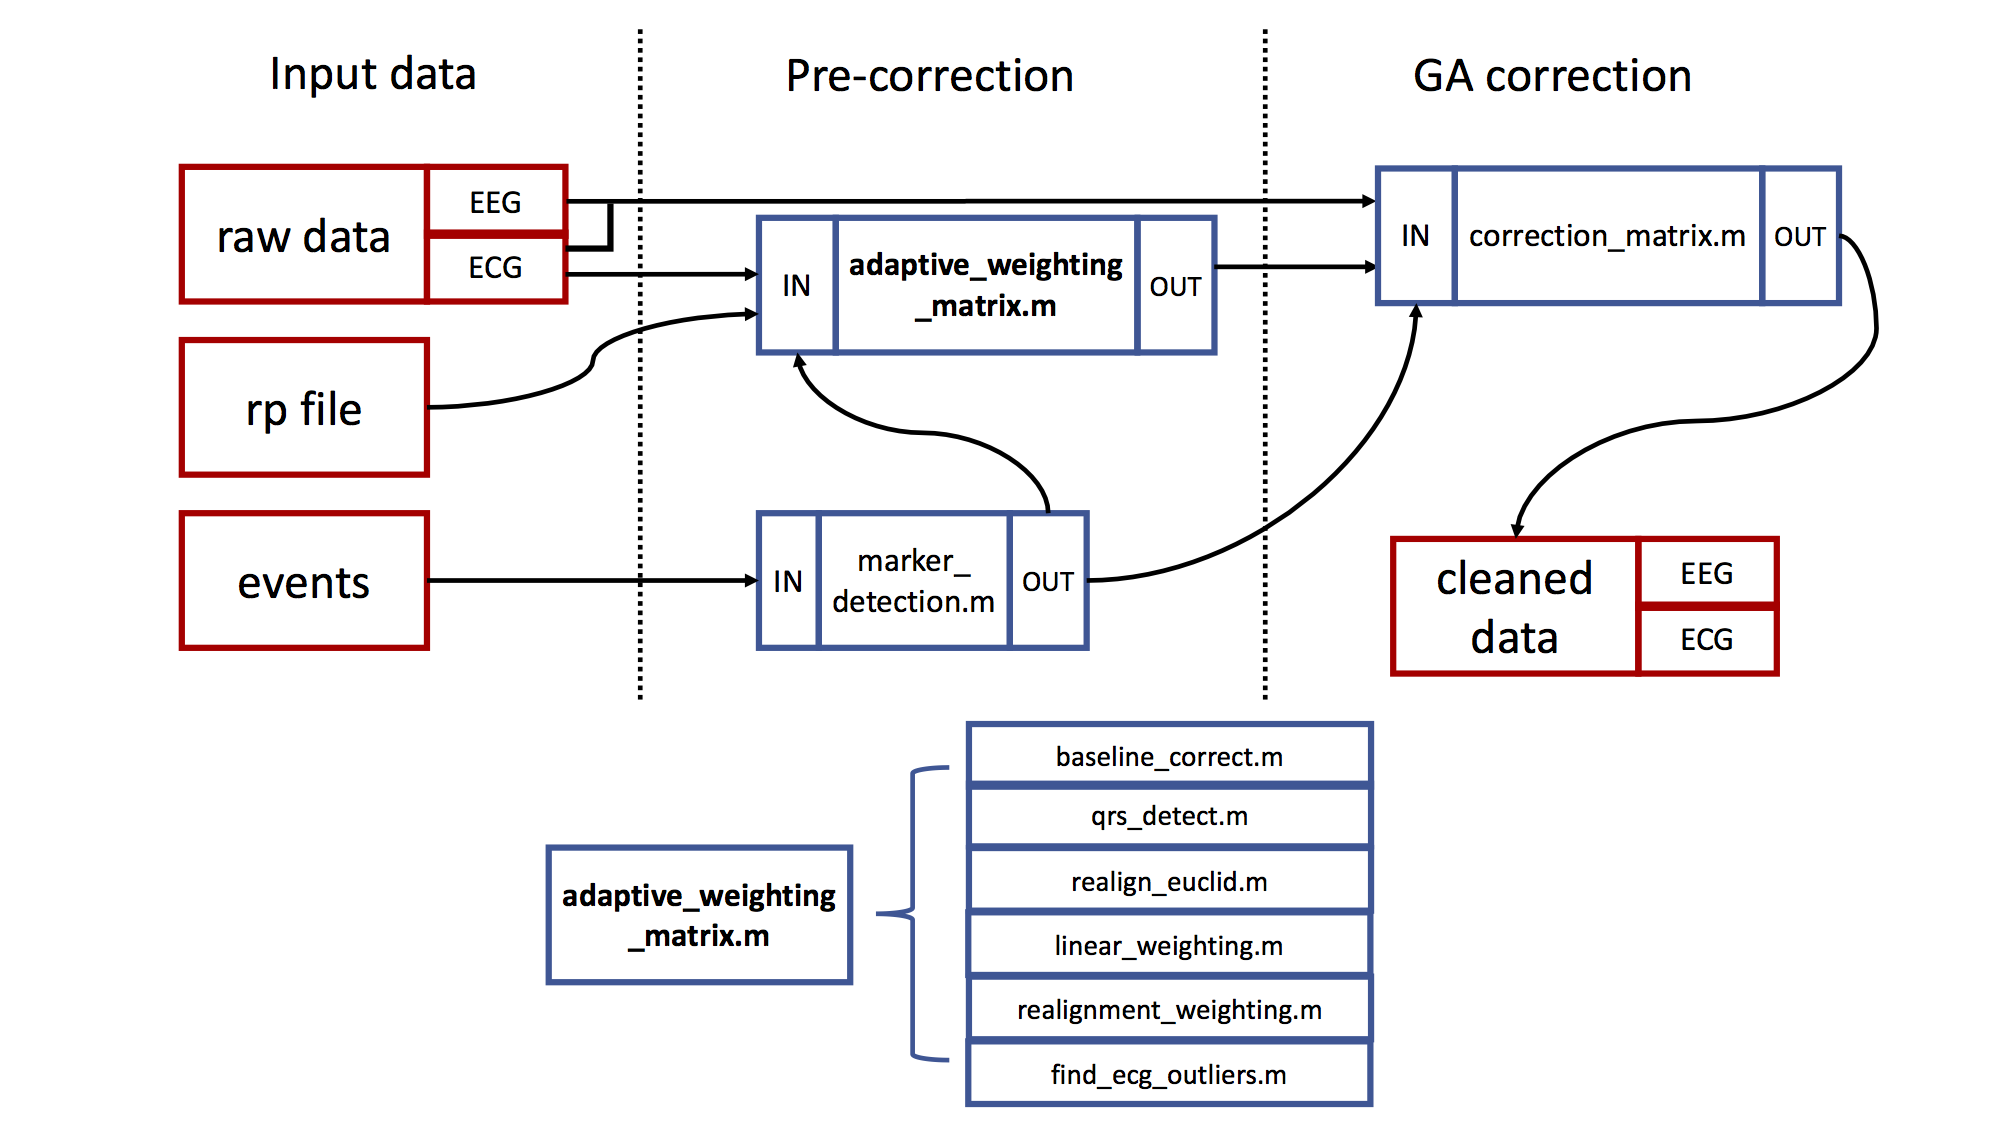 Input data
Pre-correction
GA correction
raw data
EEG
ECG
IN
adaptive_weighting
_matrix.m
OUT
IN
correction_matrix.m
OUT
rp file
events
IN
marker_
detection.m
OUT
cleaned
data
EEG
ECG
adaptive_weighting
_matrix.m
baseline_correct.m
qrs_detect.m
realign_euclid.m
linear_weighting.m
realignment_weighting.m
find_ecg_outliers.m